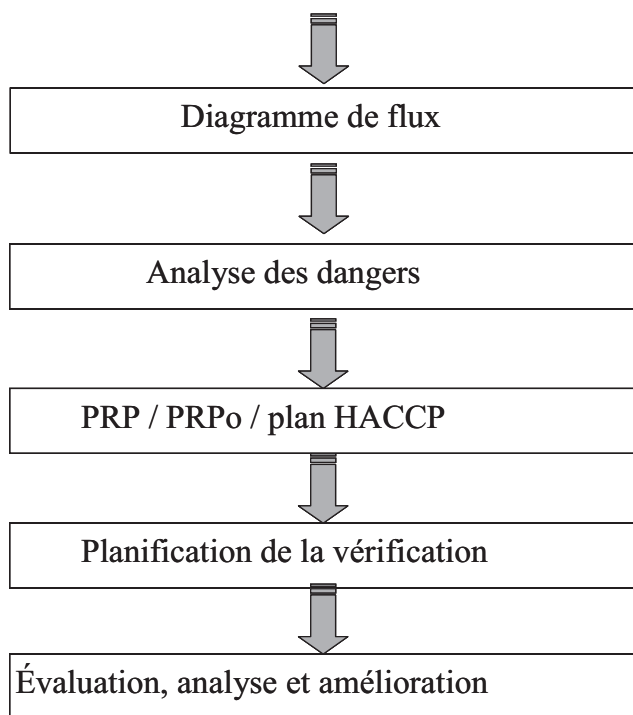 Diagramme de flux
Analyse des dangers
PRP / PRPo / plan HACCP
Planification de la vérification
Évaluation, analyse et amélioration